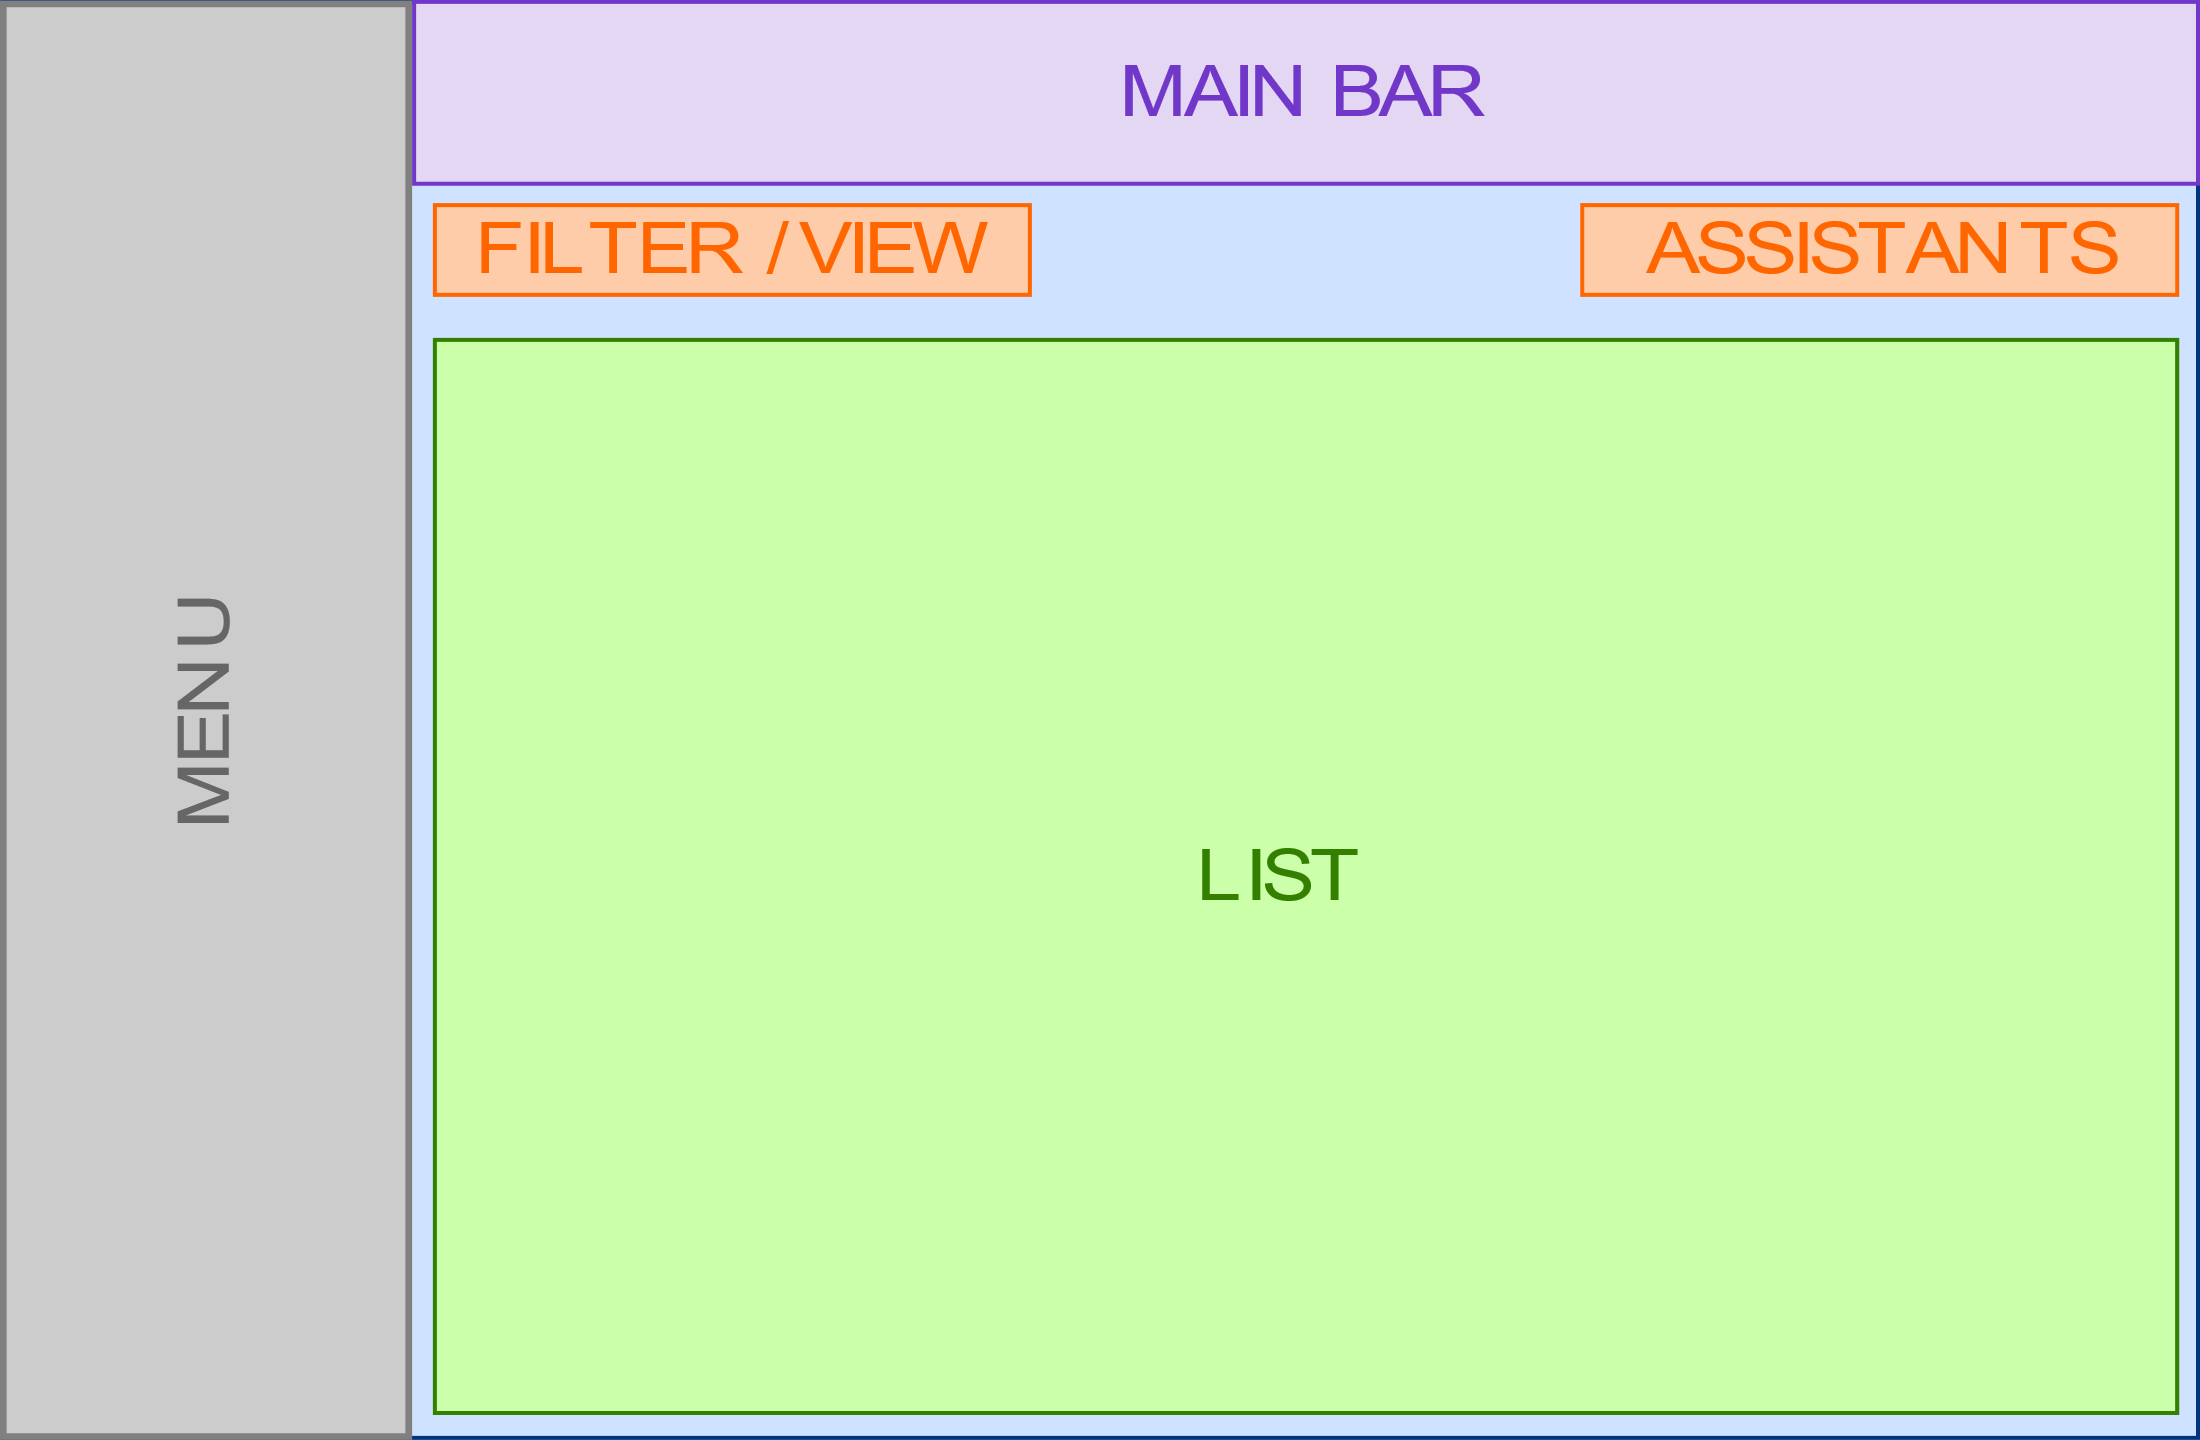 MAIN BAR
FILTER / VIEW
ASSISTANTS
MENU
LIST